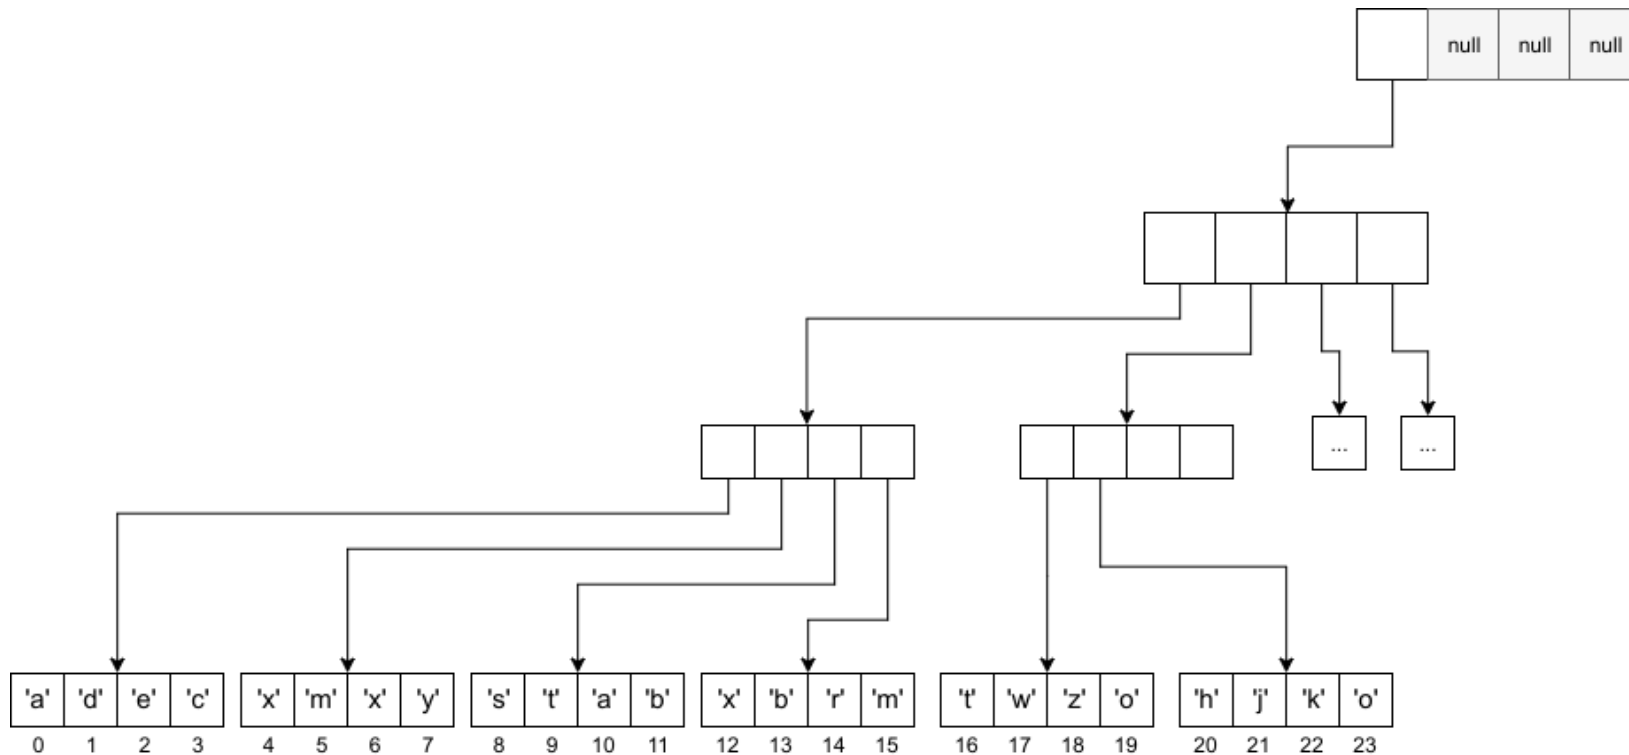 null null null
... ...
'a' 'd' 'e' 'c' 'x' 'm' 'x' 'y' 's' 't' 'a' 'b' 'x' 'b' 'r' 'm' 't' 'w' 'z' 'o' 'h' 'j' 'k' 'o'
0 1 2 3 4 5 6 7 8 9 10 11 12 13 14 15 16 17 18 19 20 21 22 23